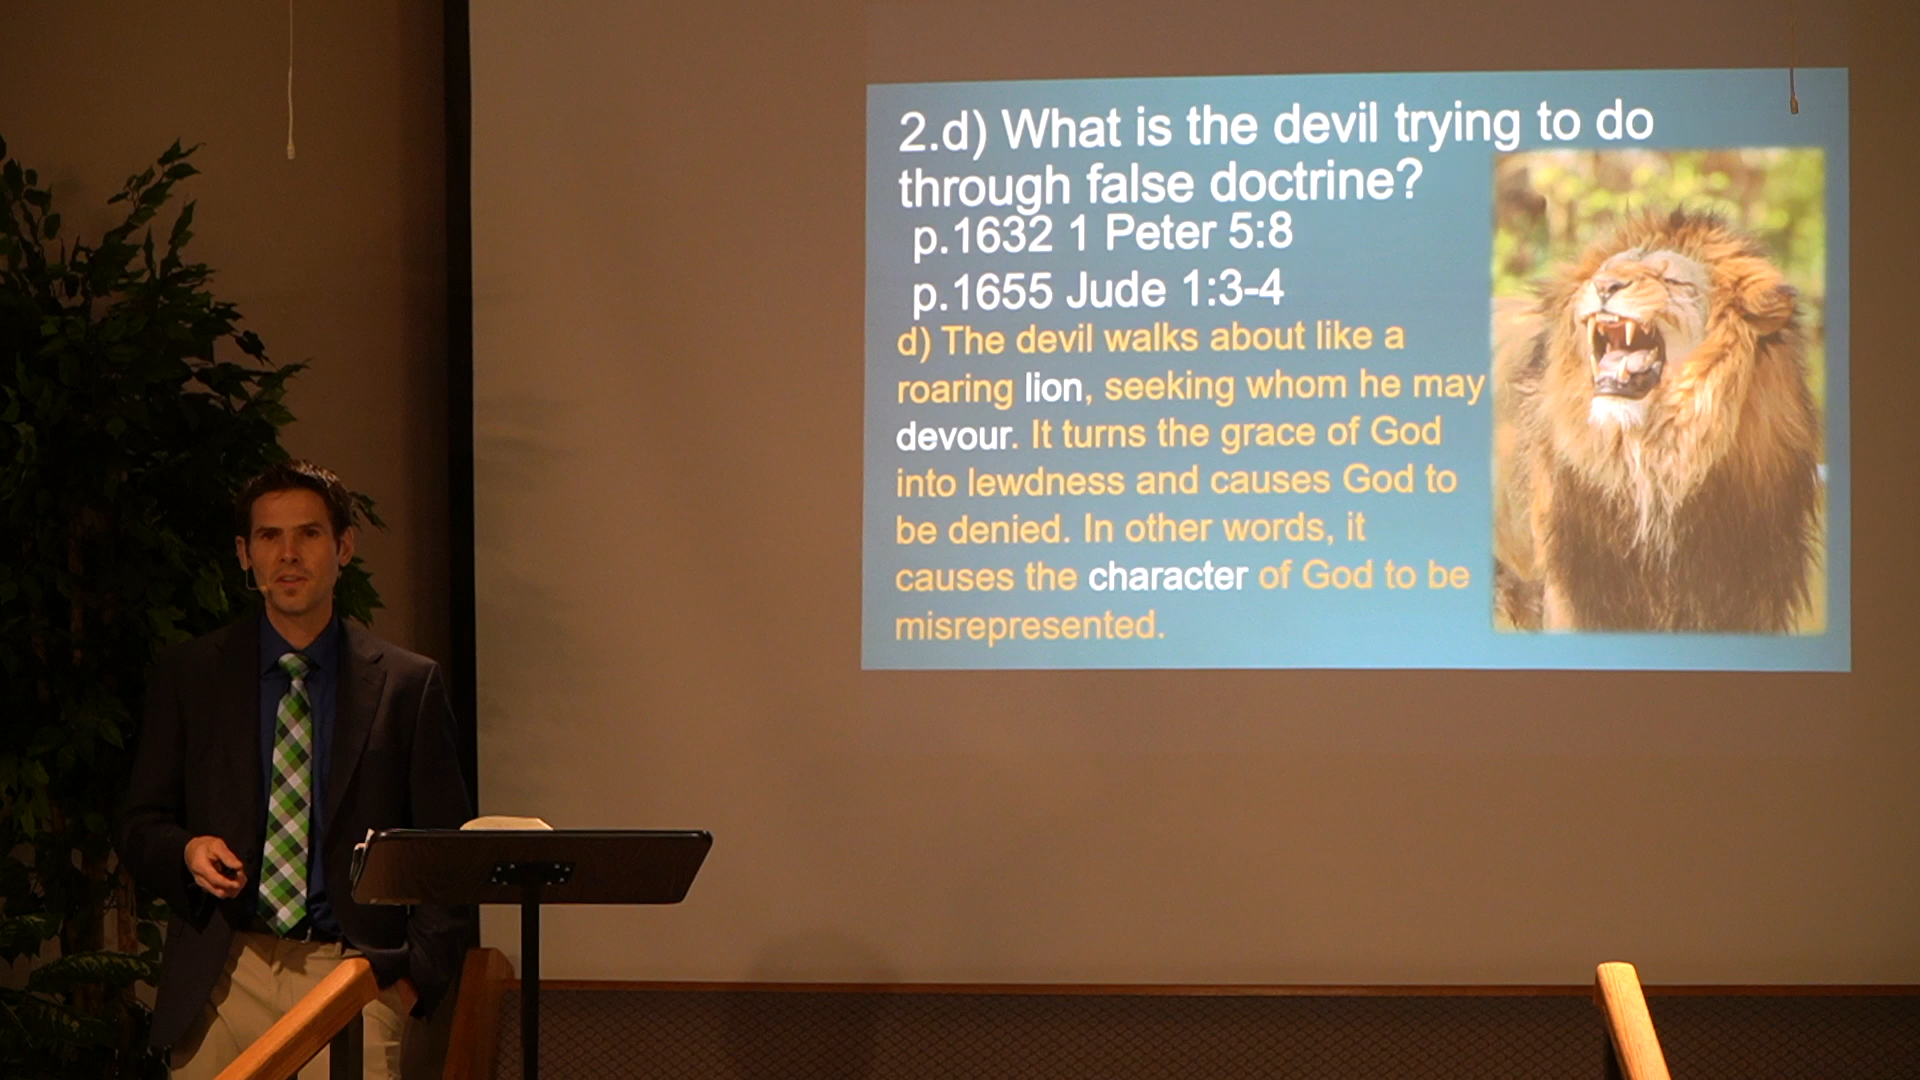 2.d) What is the devil trying to do
through false doctrine?
p.1632 1 Peter 5:8
p.1655 Jude 1:3-4
d) The devil walks about like a
roaring lion, seeking whom he may
devour. It turns the grace of God
into lewdness and causes God to
be denied. In other words, it
causes the character of God to be
misrepresented.